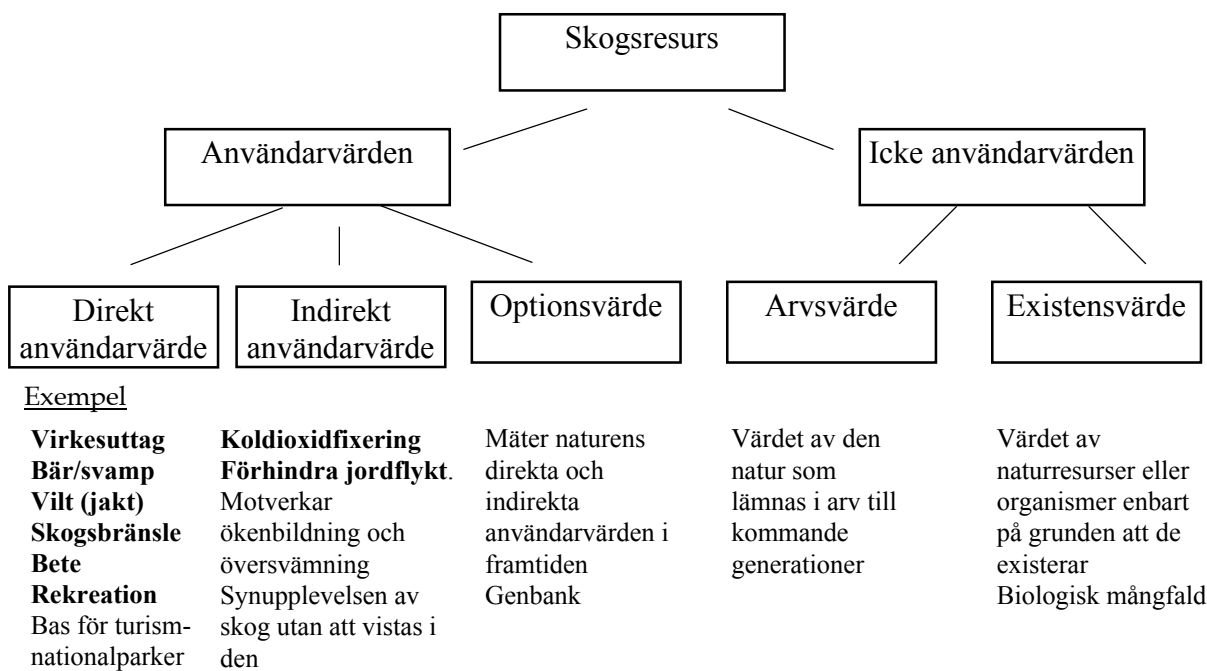 Skogsresurs
Användarvärden
Icke användarvärden
Direkt
användarvärde
Indirekt
användarvärde
Optionsvärde
Arvsvärde
Existensvärde
Exempel
Virkesuttag
Bär/svamp
Vilt (jakt)
Skogsbränsle
Bete
Rekreation
Bas för turism-
nationalparker
Koldioxidfixering
Förhindra jordflykt.
Motverkar
ökenbildning och
översvämning
Synupplevelsen av
skog utan att vistas i
den
Mäter naturens
direkta och
indirekta
användarvärden i
framtiden
Genbank
Värdet av den
natur som
lämnas i arv till
kommande
generationer
Värdet av
naturresurser eller
organismer enbart
på grunden att de
existerar
Biologisk mångfald